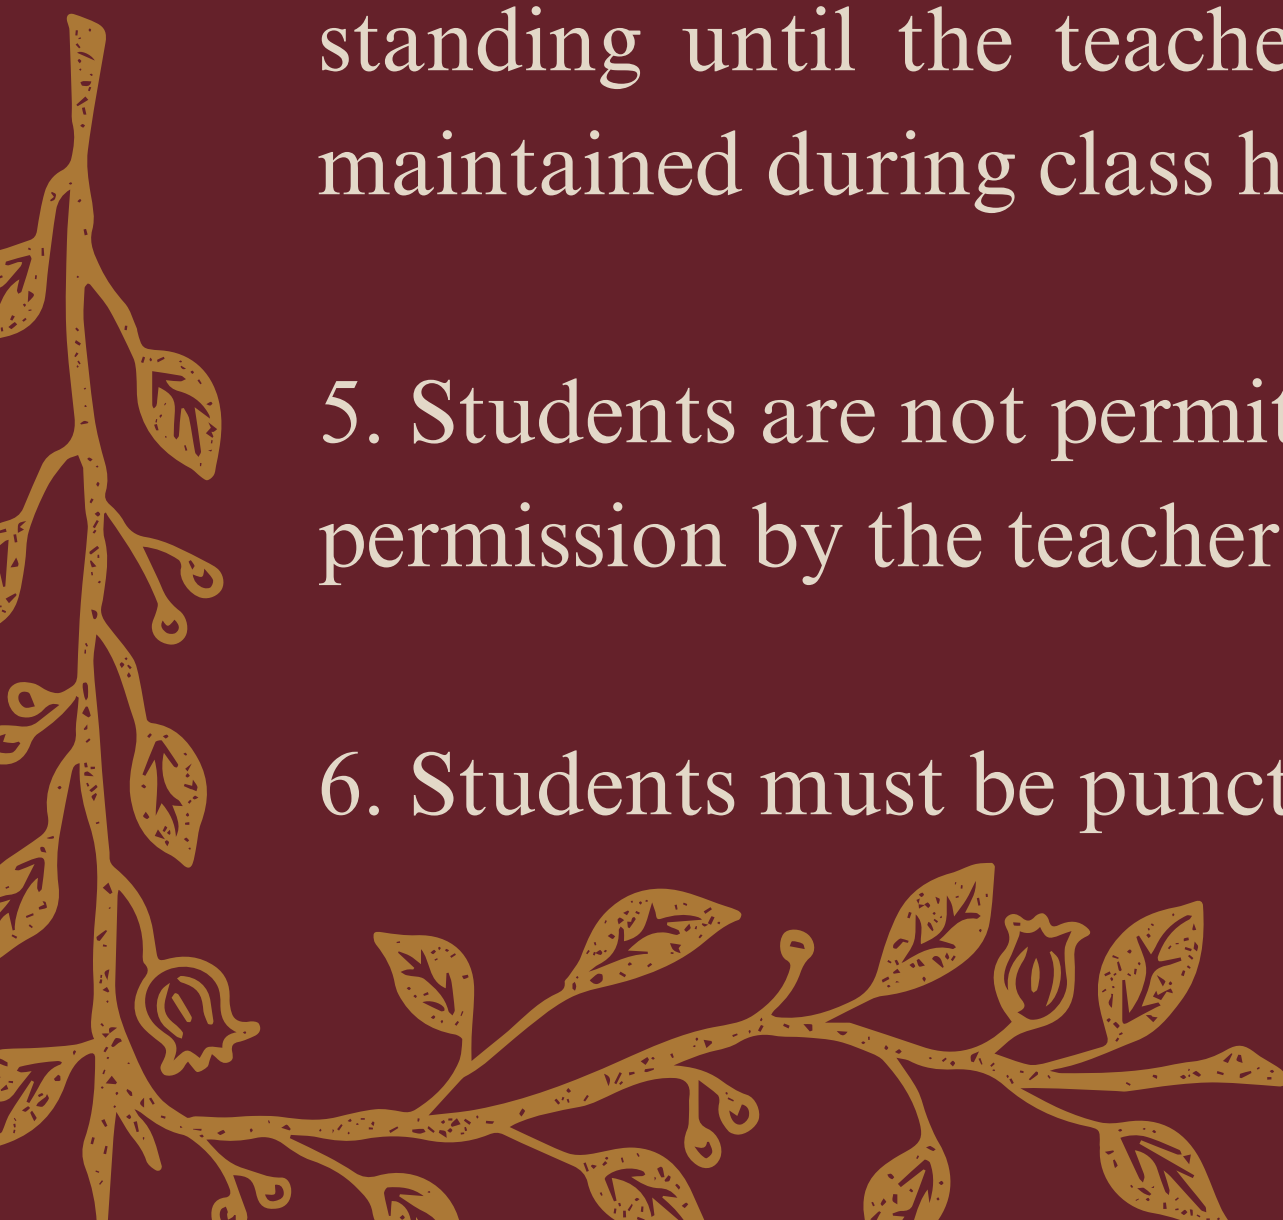 standing until the teache
maintained during class h
5. Students are not permit
permission by the teacher
6. Students must be punct